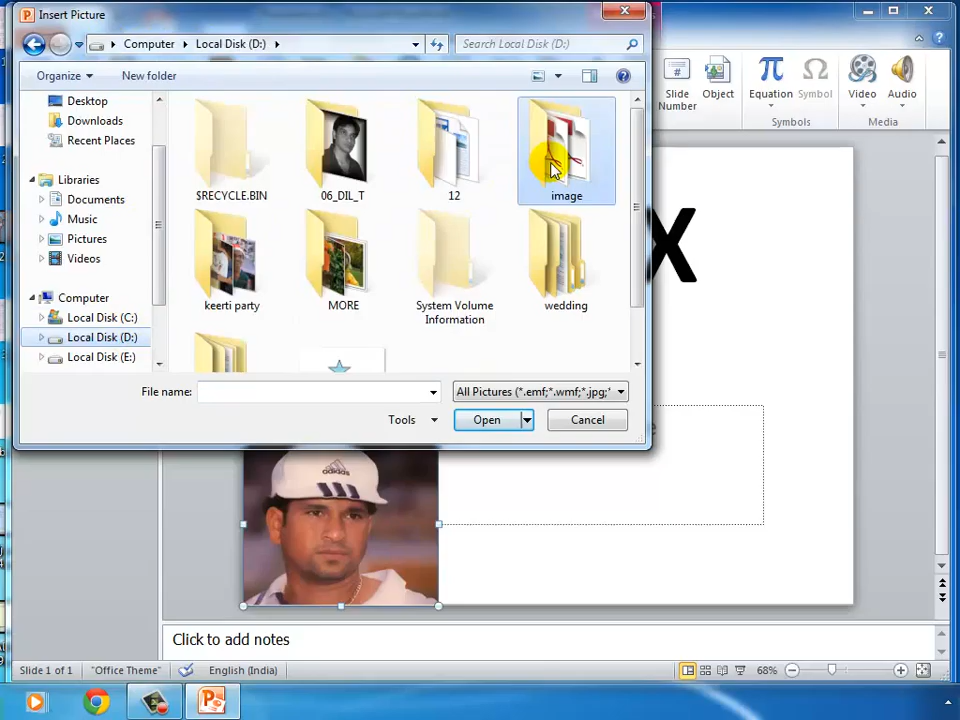 Insert Picture
Computer
Local Disk (D:)
Search Local Disk (D:)
Organize
New folder
Desktop
Downloads
Recent Places
Libraries
Documents
Music
Pictures
Videos
Computer
Local Disk (C:)
Local Disk (D:)
Local Disk (E:)
$RECYCLE.BIN
06_DIL_T
12
image
keerti party
MORE
System Volume
Information
wedding
File name:
All Pictures (*.emf;*.wmf;*.jpg;*
Tools
Open
Cancel
Slide
Number
Object
Equation
Symbol
Video
Audio
Symbols
Media
X
adidas
Click to add notes
Slide 1 of 1
"Office Theme"
English (India)
68%